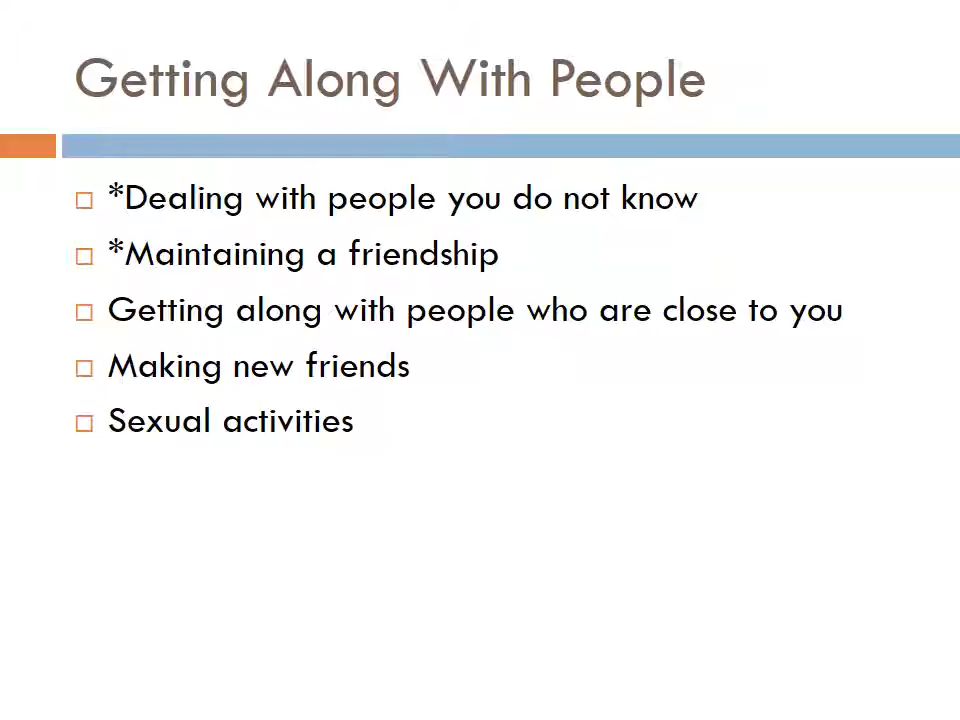 Getting Along With People
*Dealing with people you do not know
*Maintaining a friendship
Getting along with people who are close to you
Making new friends
Sexual activities